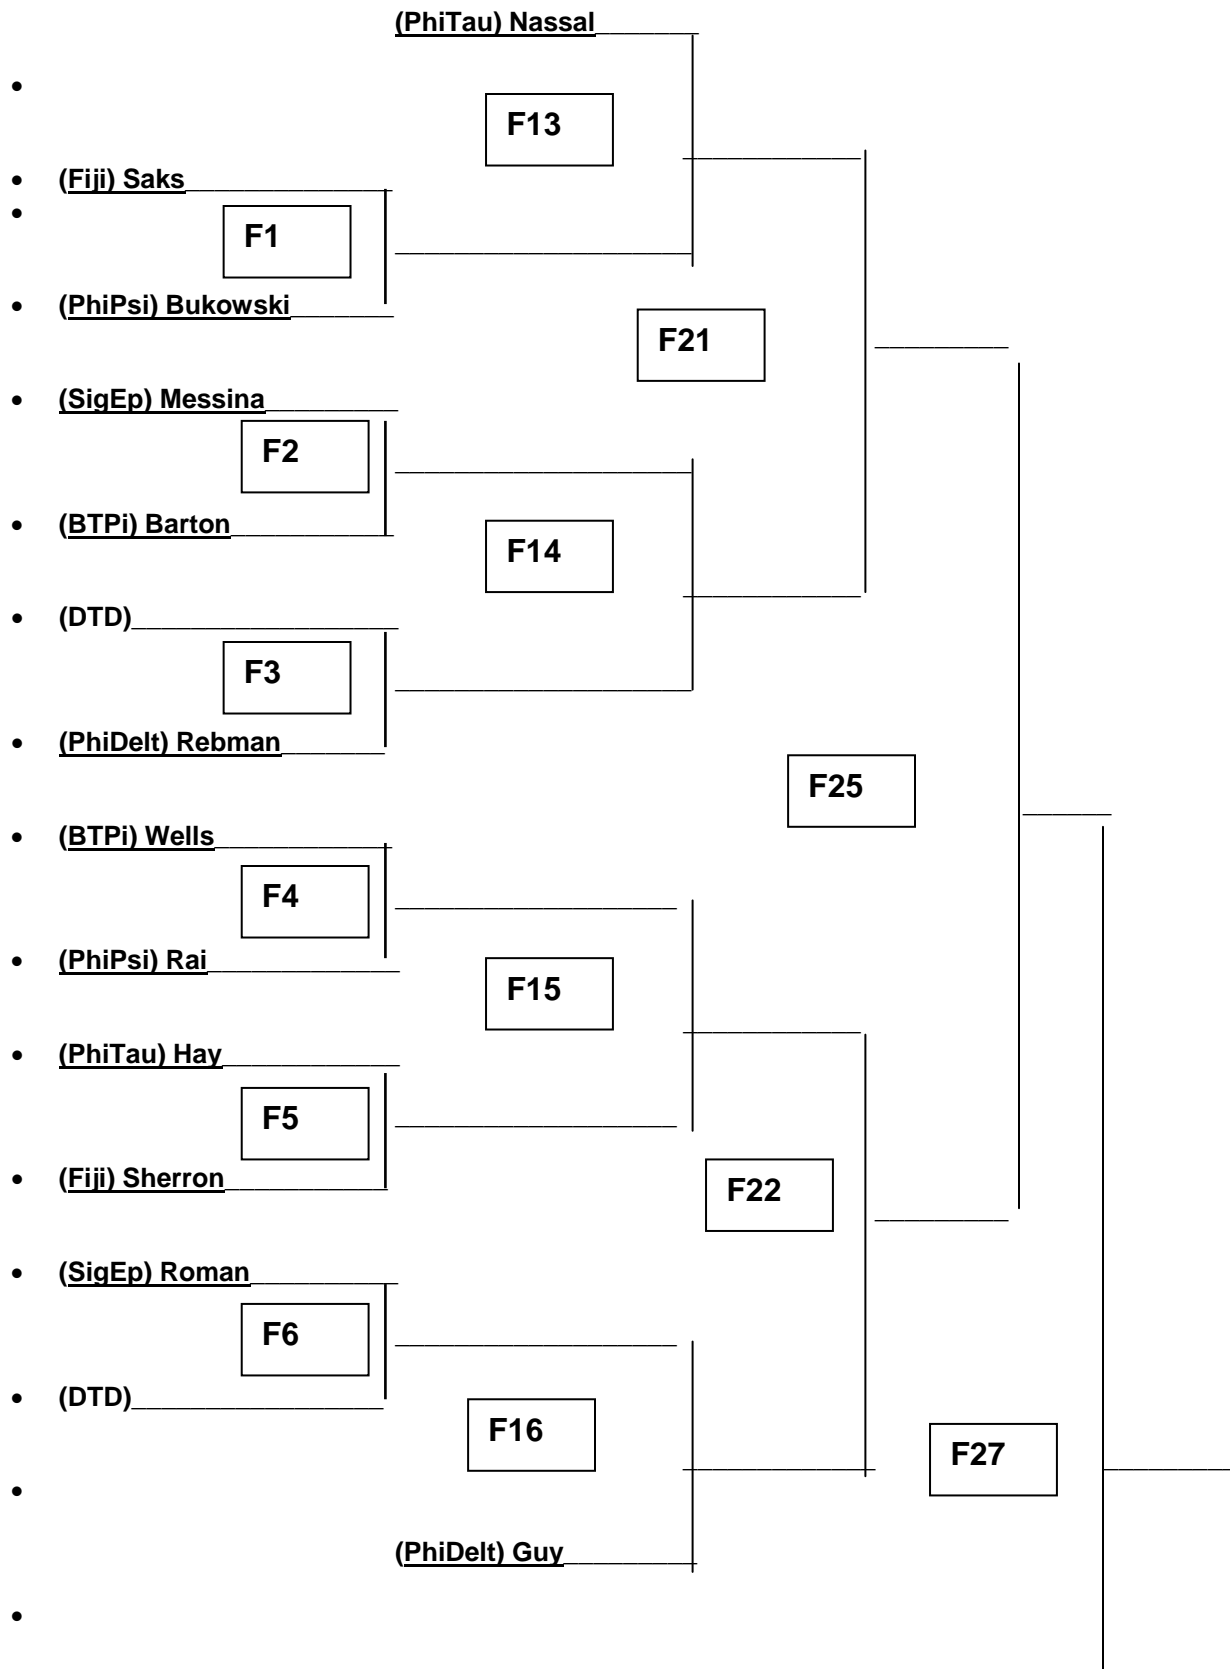 (PhiTau) Nassal
F13
(Fiji) Saks
F1
(PhiPsi) Bukowski
F21
(SigEp) Messina
F2
(BTPi) Barton
F14
(DTD)
F3
(PhiDelt) Rebman
F25
(BTPi) Wells
F4
(PhiPsi) Rai
F15
(PhiTau) Hay
F5
(Fiji) Sherron
F22
(SigEp) Roman
F6
(DTD)
F16
F27
(PhiDelt) Guy